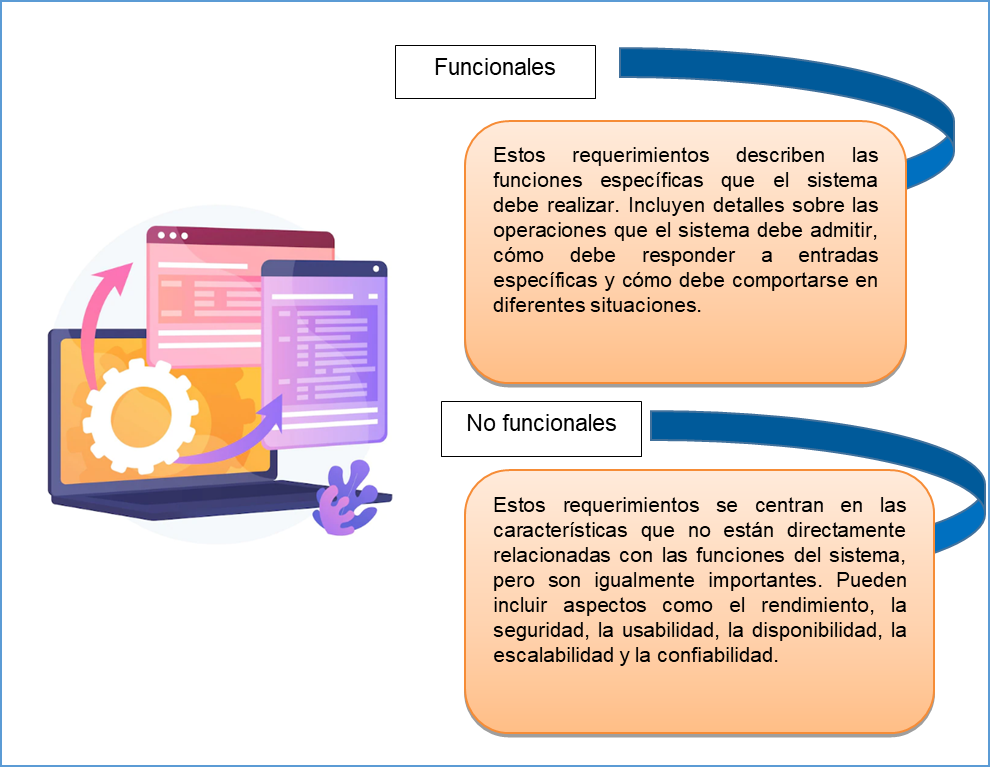 Funcionales
Estos requerimientos describen las
funciones específicas que el sistema
debe realizar. Incluyen detalles sobre las
operaciones que el sistema debe admitir,
cómo debe responder a entradas
específicas y cómo debe comportarse en
diferentes situaciones.
No funcionales
Estos requerimientos se centran en las
características que no están directamente
relacionadas con las funciones del sistema,
pero son igualmente importantes. Pueden
incluir aspectos como el rendimiento, la
seguridad, la usabilidad, la disponibilidad, la
escalabilidad y la confiabilidad.